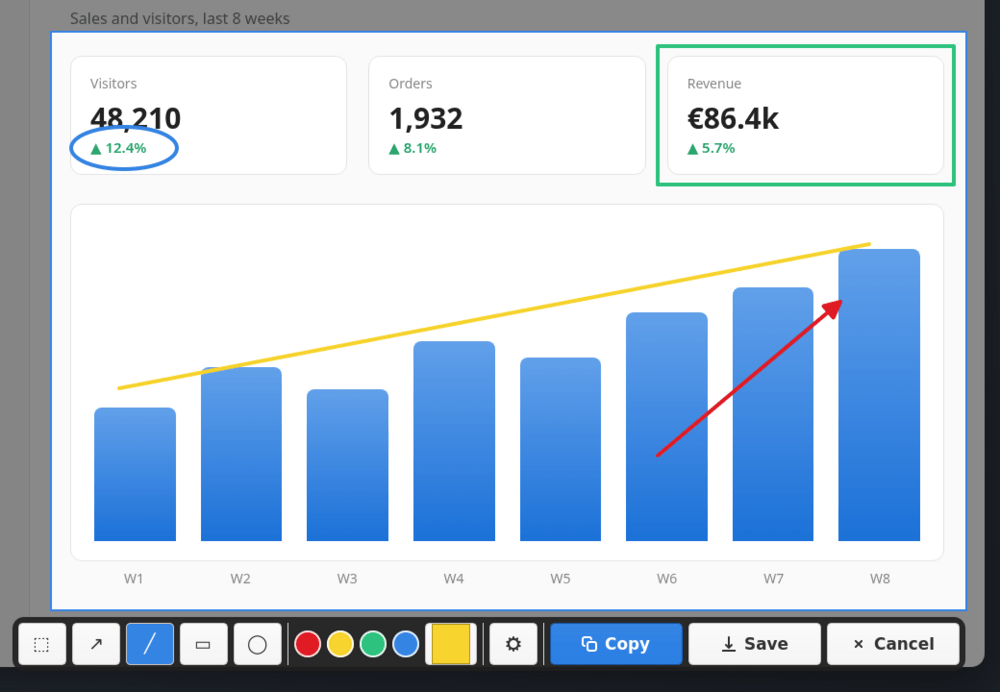 Sales and visitors, last 8 weeks
Visitors
48,210
▲ 12.4%
Orders
1,932
▲ 8.1%
Revenue
€86.4k
▲ 5.7%
W1 W2 W3 W4 W5 W6 W7 W8
Copy Save × Cancel